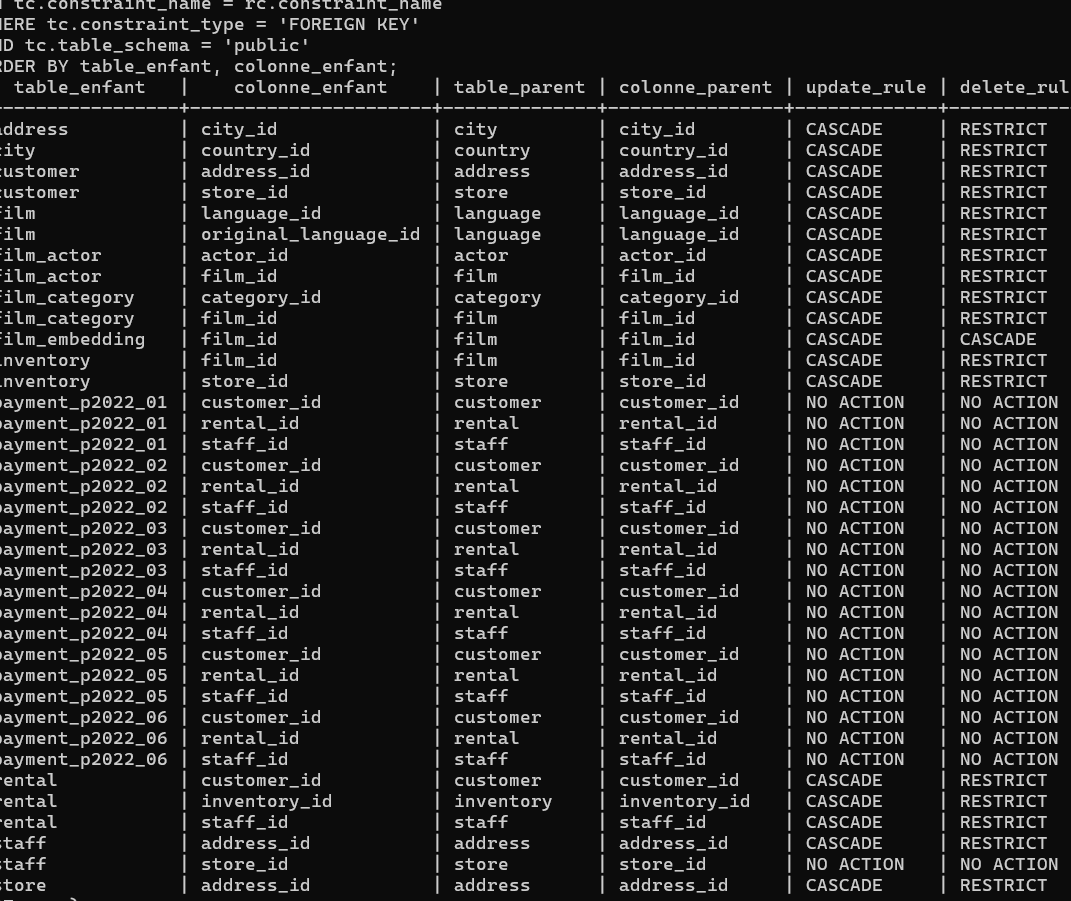 tc.constraint_name = rc.constraint_name
HERE tc.constraint_type = 'FOREIGN KEY'
ND tc.table_schema = 'public'
RDER BY table_enfant, colonne_enfant;
table_enfant | colonne_enfant | table_parent | colonne_parent | update_rule | delete_rul
address | city_id | city | city_id | CASCADE | RESTRICT
city | country_id | country | country_id | CASCADE | RESTRICT
customer | address_id | address | address_id | CASCADE | RESTRICT
customer | store_id | store | store_id | CASCADE | RESTRICT
film | language_id | language | language_id | CASCADE | RESTRICT
film | original_language_id | language | language_id | CASCADE | RESTRICT
film_actor | actor_id | actor | actor_id | CASCADE | RESTRICT
film_actor | film_id | film | film_id | CASCADE | RESTRICT
film_category | category_id | category | category_id | CASCADE | RESTRICT
film_category | film_id | film | film_id | CASCADE | RESTRICT
film_embedding | film_id | film | film_id | CASCADE | CASCADE
inventory | film_id | film | film_id | CASCADE | RESTRICT
inventory | store_id | store | store_id | CASCADE | RESTRICT
payment_p2022_01 | customer_id | customer | customer_id | NO ACTION | NO ACTION
payment_p2022_01 | rental_id | rental | rental_id | NO ACTION | NO ACTION
payment_p2022_01 | staff_id | staff | staff_id | NO ACTION | NO ACTION
payment_p2022_02 | customer_id | customer | customer_id | NO ACTION | NO ACTION
payment_p2022_02 | rental_id | rental | rental_id | NO ACTION | NO ACTION
payment_p2022_02 | staff_id | staff | staff_id | NO ACTION | NO ACTION
payment_p2022_03 | customer_id | customer | customer_id | NO ACTION | NO ACTION
payment_p2022_03 | rental_id | rental | rental_id | NO ACTION | NO ACTION
payment_p2022_03 | staff_id | staff | staff_id | NO ACTION | NO ACTION
payment_p2022_04 | customer_id | customer | customer_id | NO ACTION | NO ACTION
payment_p2022_04 | rental_id | rental | rental_id | NO ACTION | NO ACTION
payment_p2022_04 | staff_id | staff | staff_id | NO ACTION | NO ACTION
payment_p2022_05 | customer_id | customer | customer_id | NO ACTION | NO ACTION
payment_p2022_05 | rental_id | rental | rental_id | NO ACTION | NO ACTION
payment_p2022_05 | staff_id | staff | staff_id | NO ACTION | NO ACTION
payment_p2022_06 | customer_id | customer | customer_id | NO ACTION | NO ACTION
payment_p2022_06 | rental_id | rental | rental_id | NO ACTION | NO ACTION
payment_p2022_06 | staff_id | staff | staff_id | NO ACTION | NO ACTION
rental | customer_id | customer | customer_id | CASCADE | RESTRICT
rental | inventory_id | inventory | inventory_id | CASCADE | RESTRICT
rental | staff_id | staff | staff_id | CASCADE | RESTRICT
staff | address_id | address | address_id | CASCADE | RESTRICT
staff | store_id | store | store_id | NO ACTION | NO ACTION
store | address_id | address | address_id | CASCADE | RESTRICT